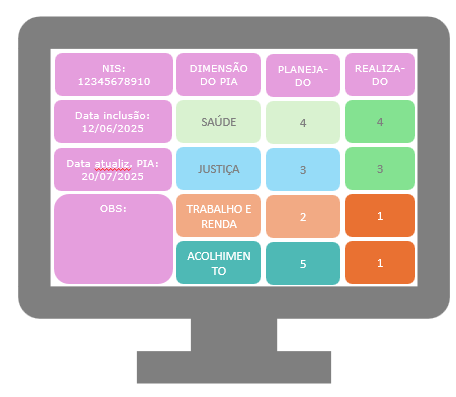 NIS:
12345678910
DIMENSÃO
DO PIA
PLANEJA-
DO
REALIZA-
DO
Data inclusão:
12/06/2025
SAÚDE
4
4
Data atualiz. PIA:
20/07/2025
JUSTIÇA
3
3
OBS:
TRABALHO E
RENDA
2
1
ACOLHIMEN
TO
5
1